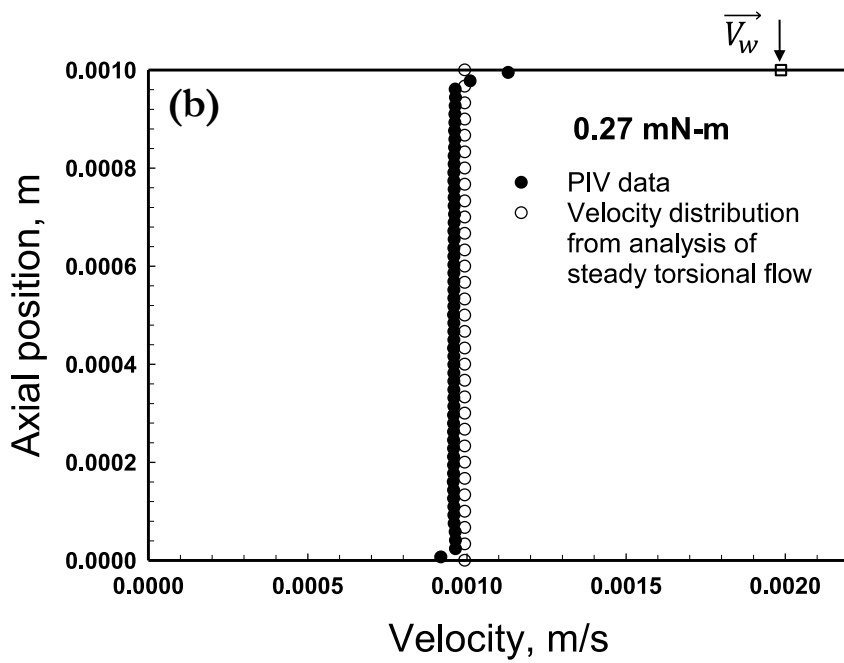 V_w
0.0010
(b)
0.27 mN-m
0.0008
PIV data
Velocity distribution
from analysis of
steady torsional flow
0.0006
0.0004
0.0002
0.0000
Axial position, m
0.0000 0.0005 0.0010 0.0015 0.0020
Velocity, m/s